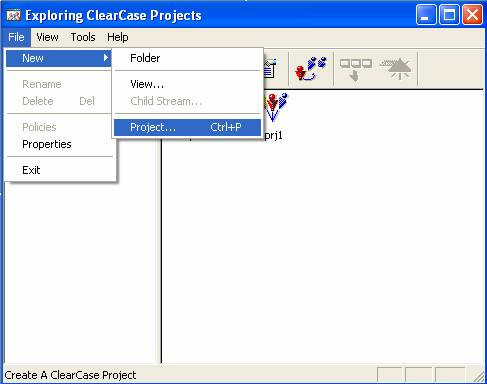 Exploring ClearCase Projects
File View Tools Help
New
Folder
View...
Child Stream...
Project... Ctrl+P
Rename
Delete Del
Policies
Properties
Exit
prj1
Create A ClearCase Project